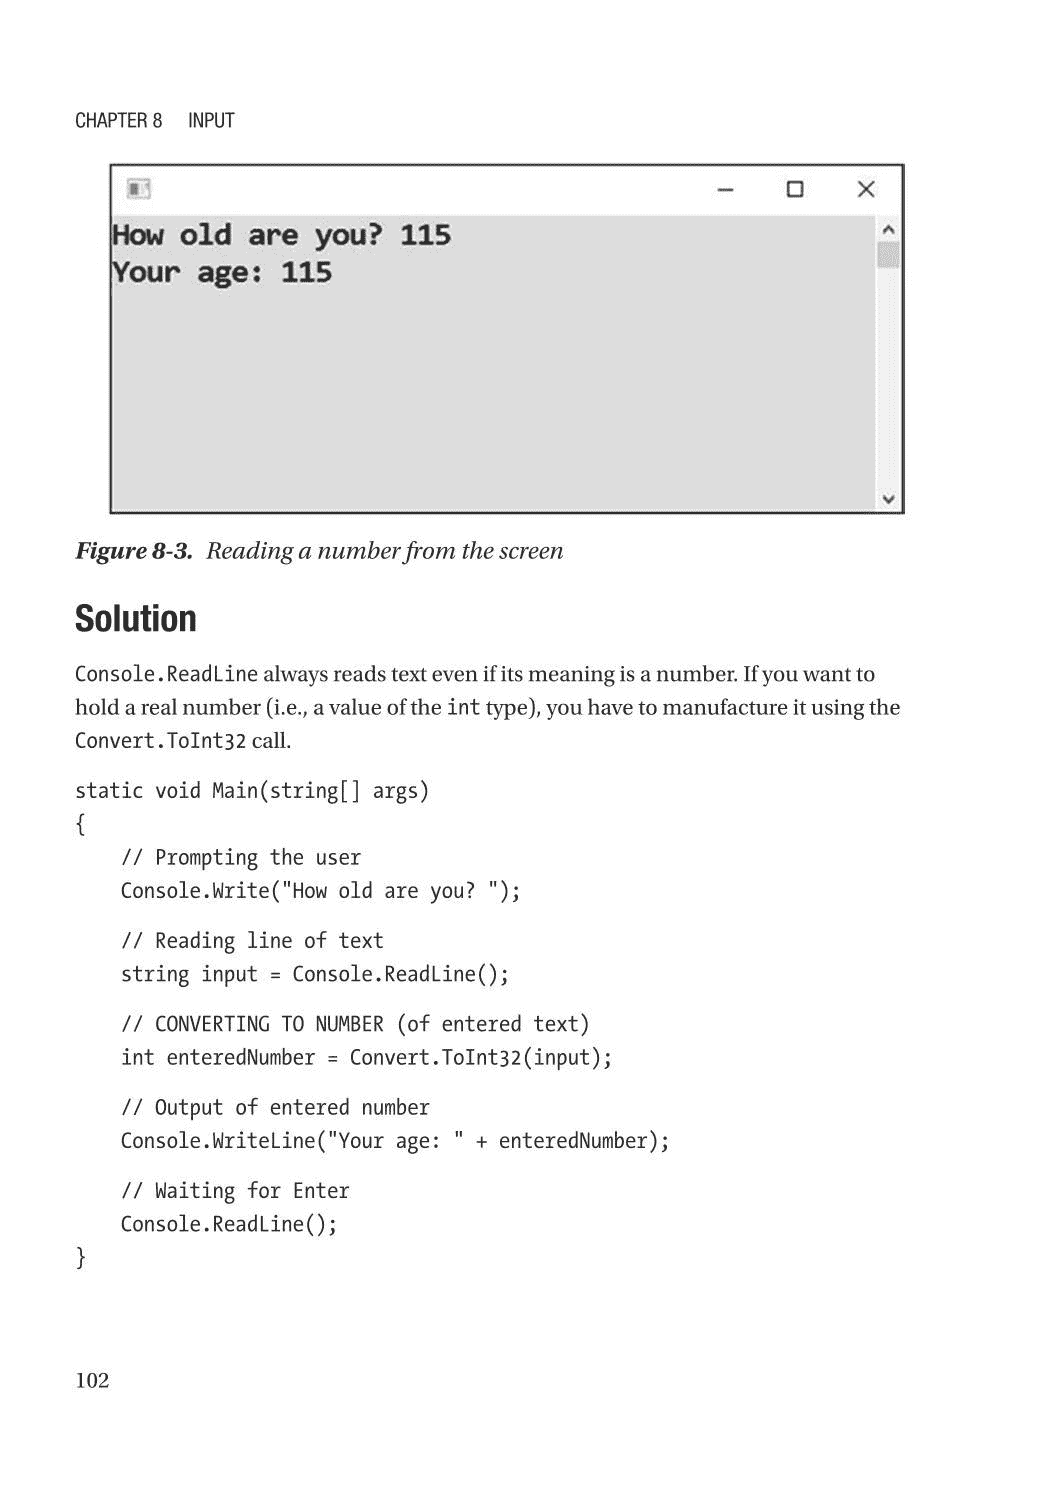 CHAPTER 8 INPUT
How old are you? 115
Your age: 115
Figure 8-3. Reading a number from the screen
Solution
Console.ReadLine always reads text even if its meaning is a number. If you want to
hold a real number (i.e., a value of the int type), you have to manufacture it using the
Convert.ToInt32 call.
static void Main(string[] args)
{
    // Prompting the user
    Console.Write("How old are you? ");
    // Reading line of text
    string input = Console.ReadLine();
    // CONVERTING TO NUMBER (of entered text)
    int enteredNumber = Convert.ToInt32(input);
    // Output of entered number
    Console.WriteLine("Your age: " + enteredNumber);
    // Waiting for Enter
    Console.ReadLine();
}
102